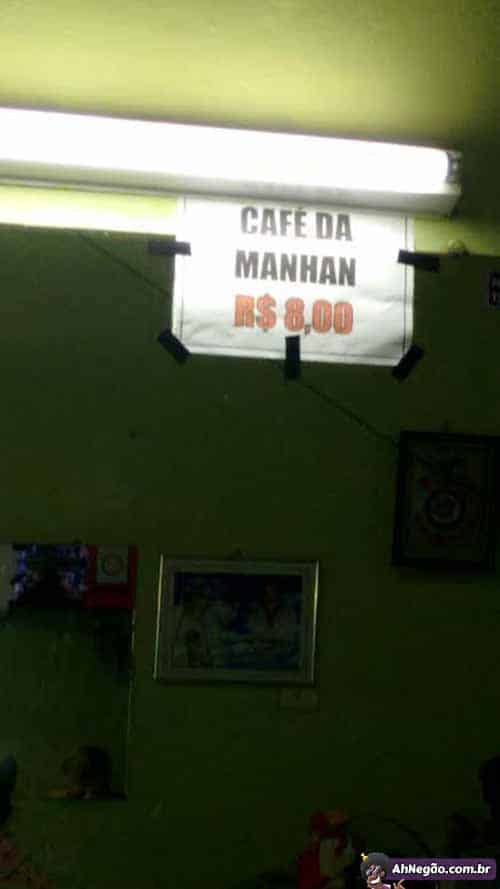 CAFÉ DA
MANHAN
R$ 8,00
AhNegão.com.br